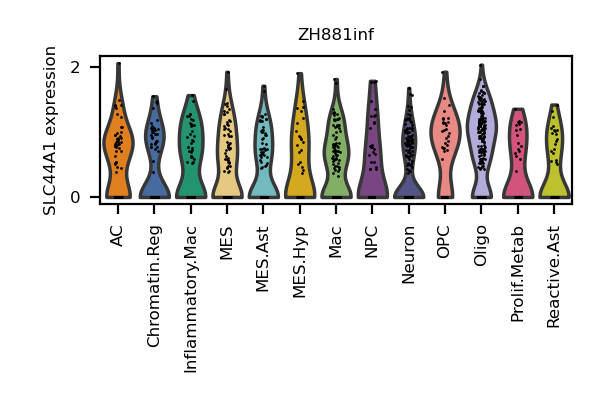 ZH881inf
SLC44A1 expression
2
0
AC
Chromatin.Reg
Inflammatory.Mac
MES
MES.Ast
MES.Hyp
Mac
NPC
Neuron
OPC
Oligo
Prolif.Metab
Reactive.Ast